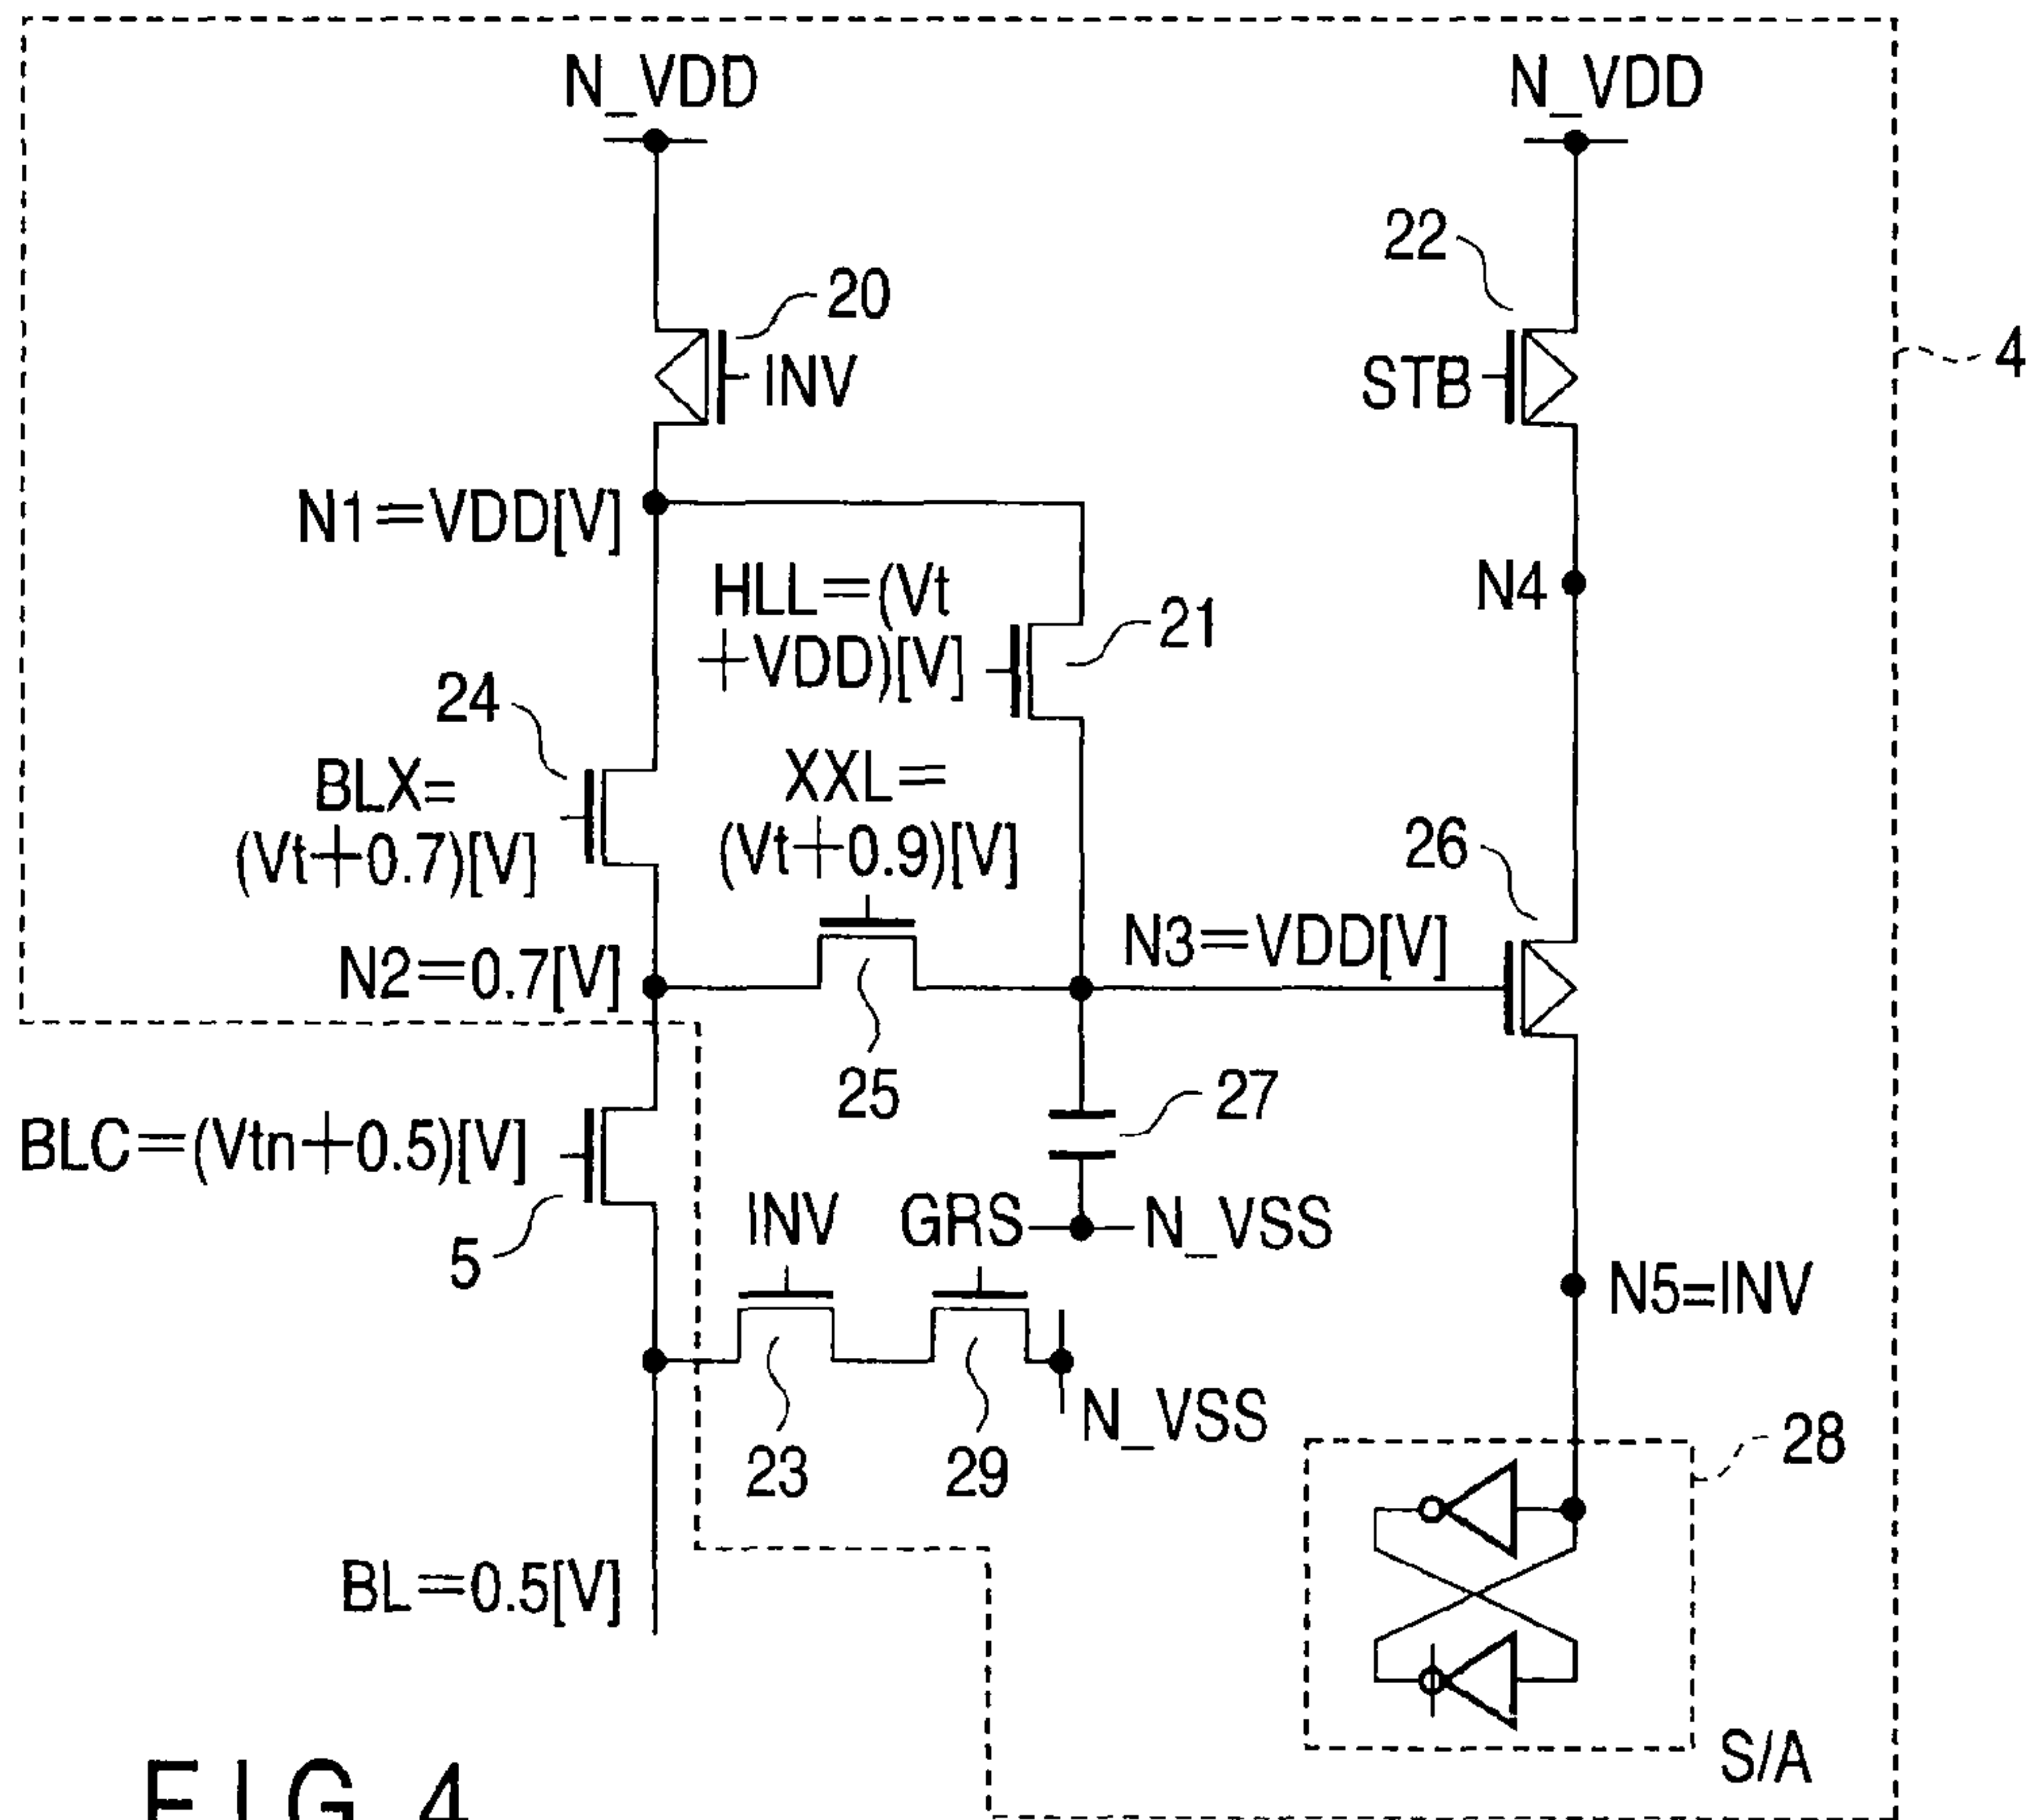 N_VDD
N_VDD
22
20
4
INV
STB
N1=VDD[V]
HLL=(Vt
+VDD)[V]
21
N4
24
BLX=
(Vt+0.7)[V]
XXL=
(Vt+0.9)[V]
26
N2=0.7[V]
N3=VDD[V]
25
27
BLC=(Vtn+0.5)[V]
5
INV
GRS
N_VSS
N5=INV
N_VSS
23
29
28
BL=0.5[V]
S/A
FIG. 4